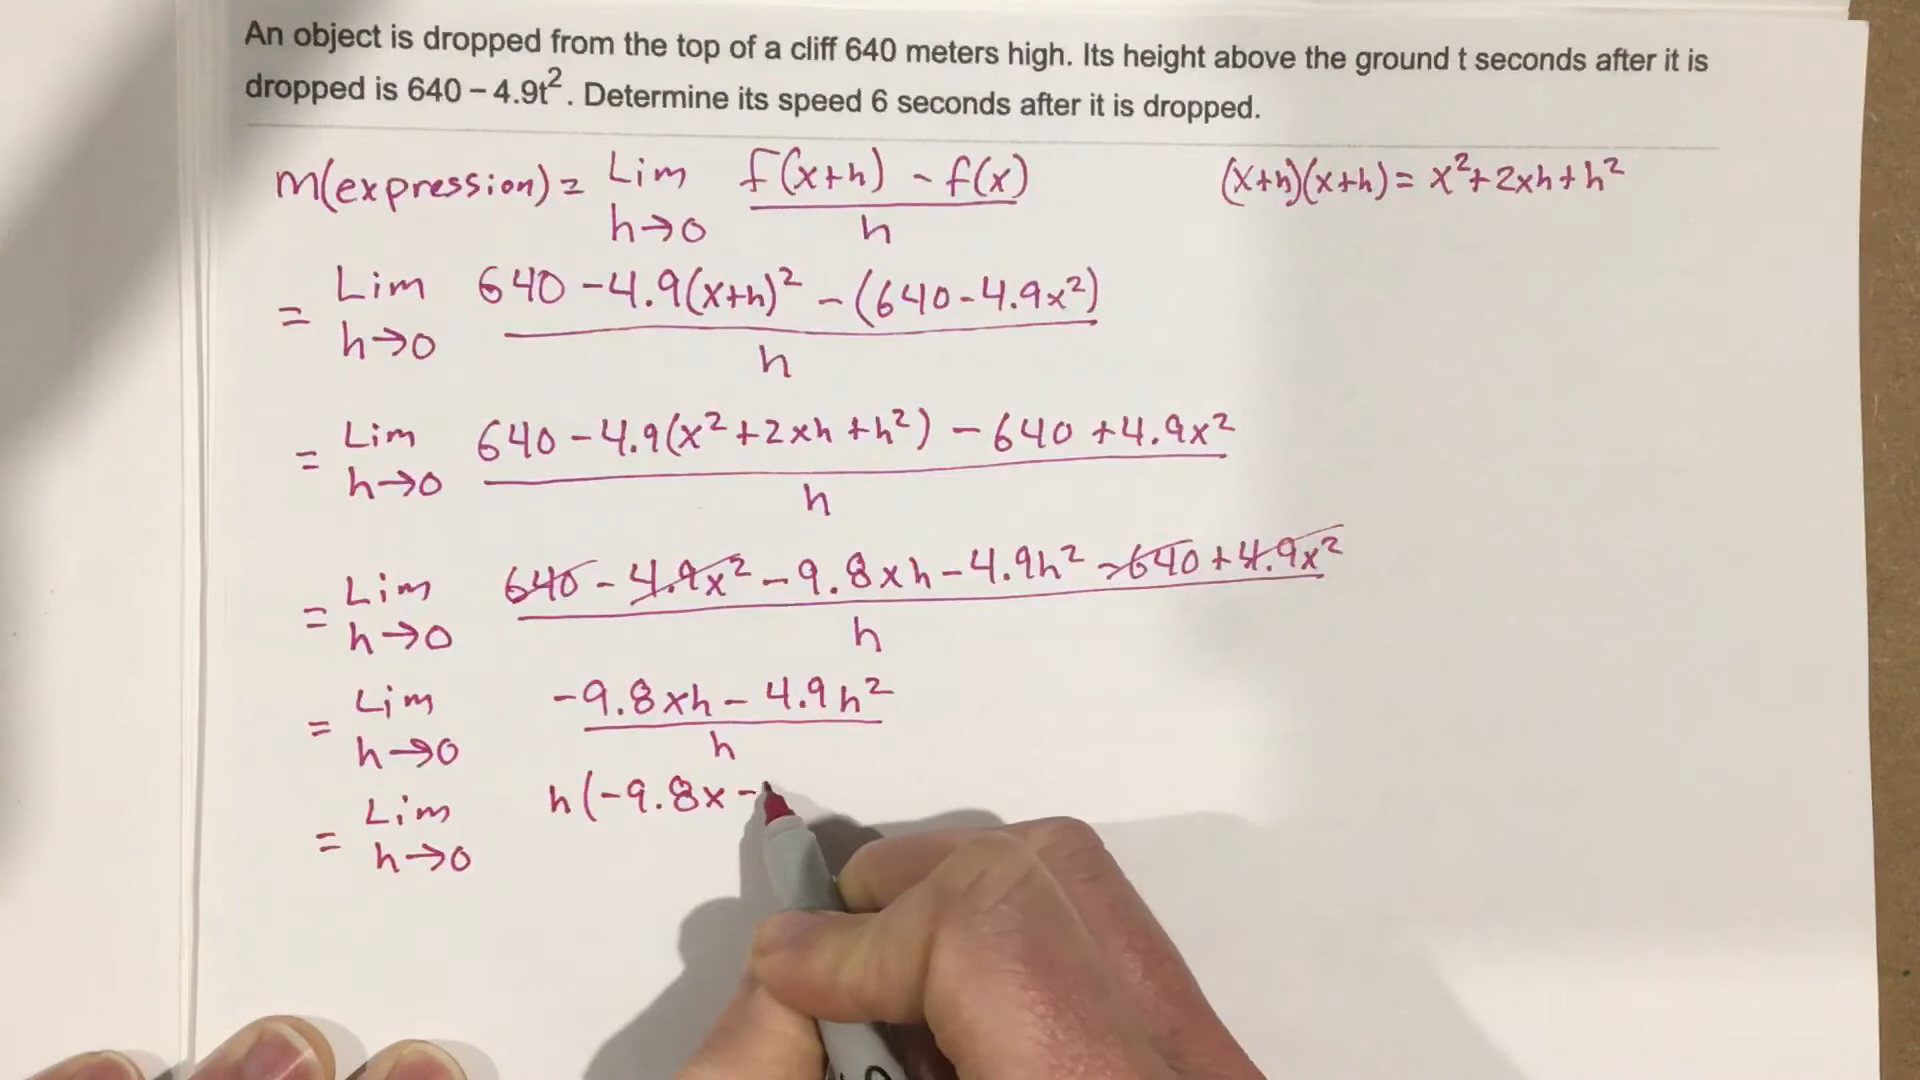 An object is dropped from the top of a cliff 640 meters high. Its height above the ground t seconds after it is
dropped is 640 – 4.9t². Determine its speed 6 seconds after it is dropped.
m(expression) = Lim h→0 f(x+h) - f(x) / h
(x+h)(x+h) = x²+2xh+h²
= Lim h→0 640 -4.9(x+h)² - (640-4.9x²) / h
= Lim h→0 640 -4.9(x²+2xh+h²) - 640 +4.9x² / h
= Lim h→0 640 - 4.9x² - 9.8xh - 4.9h² - 640 + 4.9x² / h
= Lim h→0 -9.8xh - 4.9h² / h
= Lim h→0 h(-9.8x -